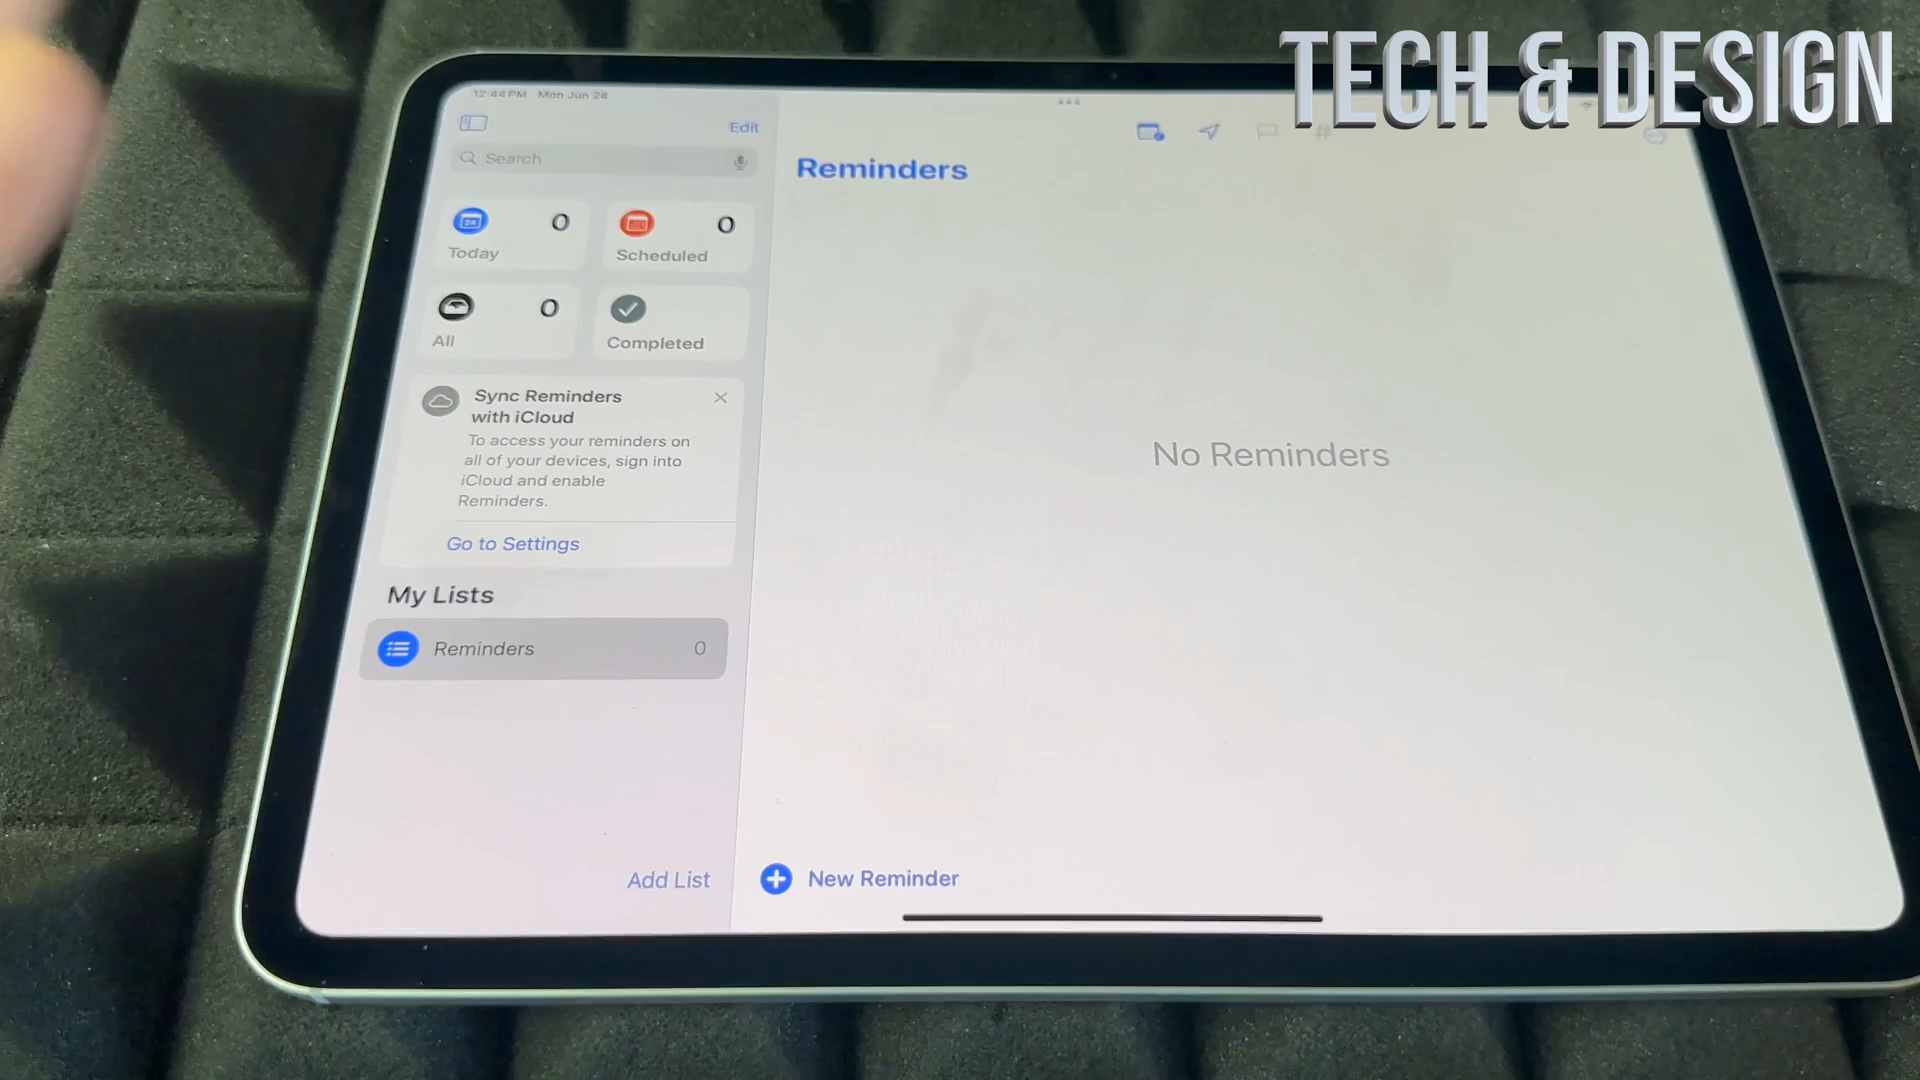 TECH & DESIGN
12:44 PM Mon Jun 24
Edit
Search
Reminders
24 0
Today
0
Scheduled
0
All
Completed
Sync Reminders
with iCloud
To access your reminders on
all of your devices, sign into
iCloud and enable
Reminders.
Go to Settings
No Reminders
My Lists
Reminders 0
Add List
New Reminder